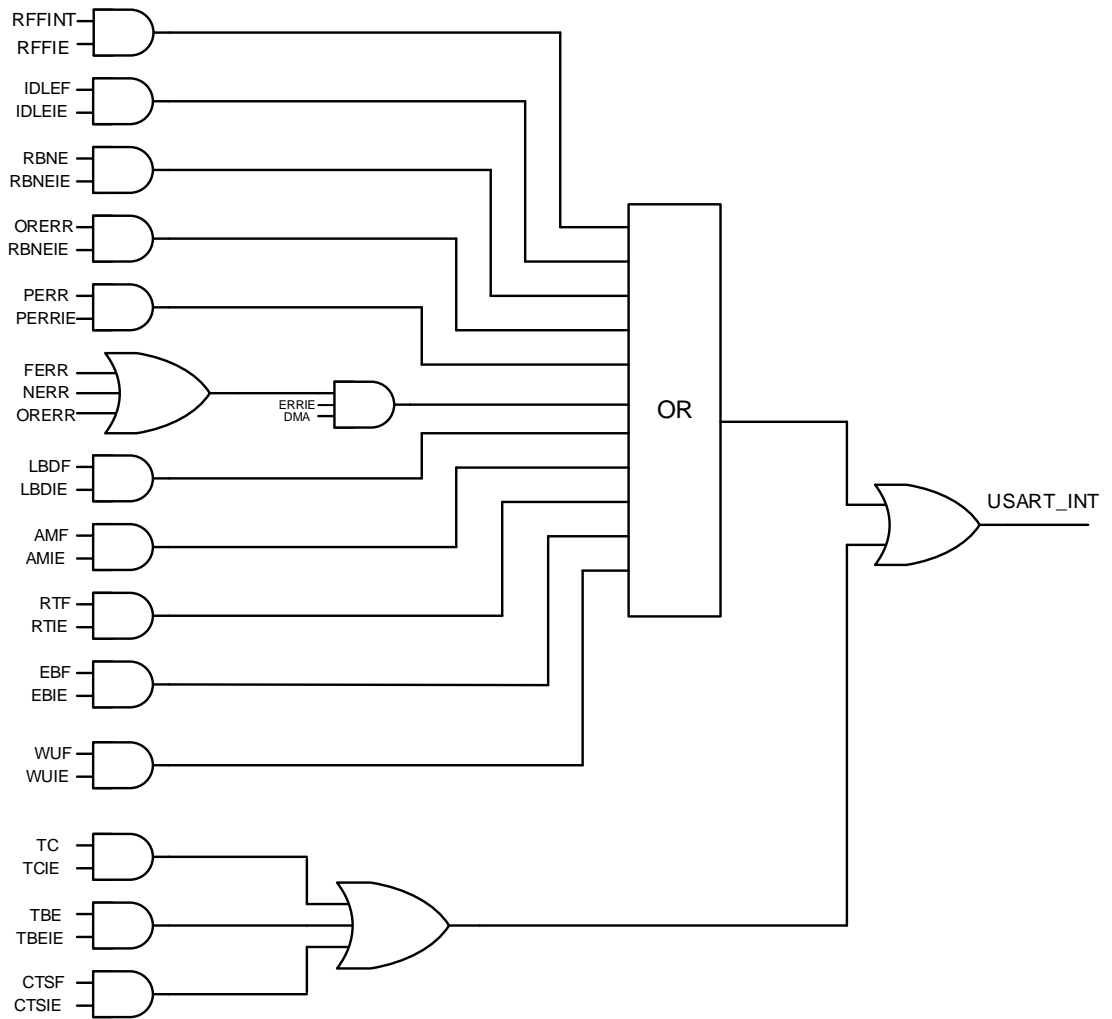 RFFINT
RFFIE
IDLEF
IDLEIE
RBNE
RBNEIE
ORERR
RBNEIE
PERR
PERRIE
FERR
NERR
ORERR
ERRIE
DMA
OR
LBDF
LBDIE
USART_INT
AMF
AMIE
RTF
RTIE
EBF
EBIE
WUF
WUIE
TC
TCIE
TBE
TBEIE
CTSF
CTSIE